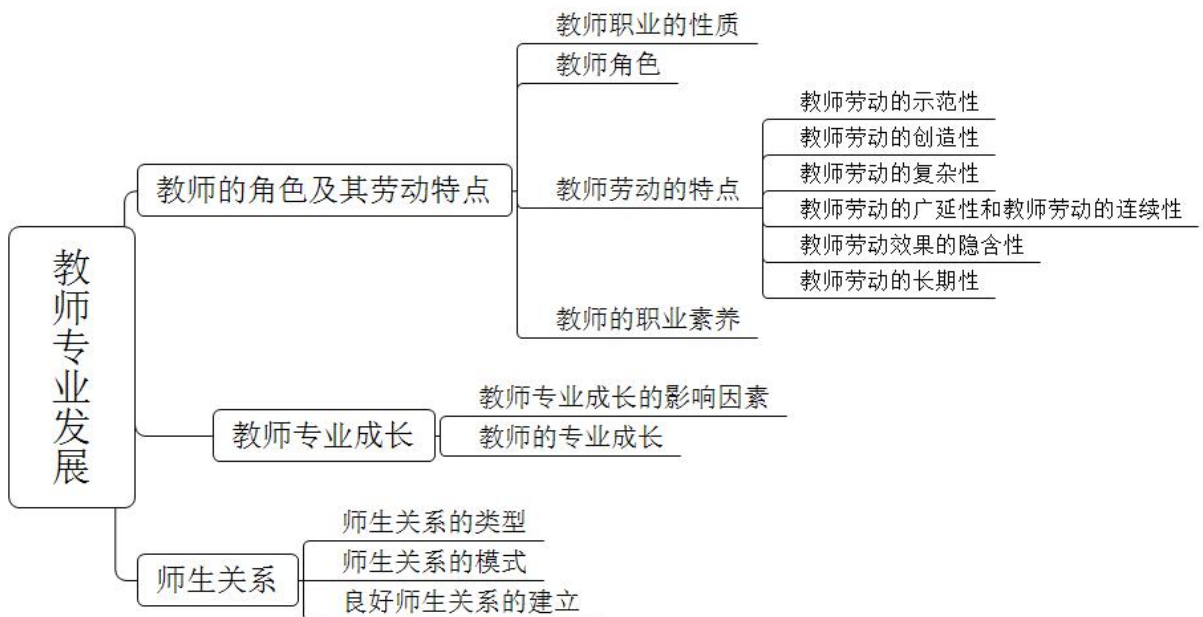 教师专业发展
教师的角色及其劳动特点
教师职业的性质
教师角色
教师劳动的特点
教师劳动的示范性
教师劳动的创造性
教师劳动的复杂性
教师劳动的广延性和教师劳动的连续性
教师劳动效果的隐含性
教师劳动的长期性
教师的职业素养
教师专业成长
教师专业成长的影响因素
教师的专业成长
师生关系
师生关系的类型
师生关系的模式
良好师生关系的建立